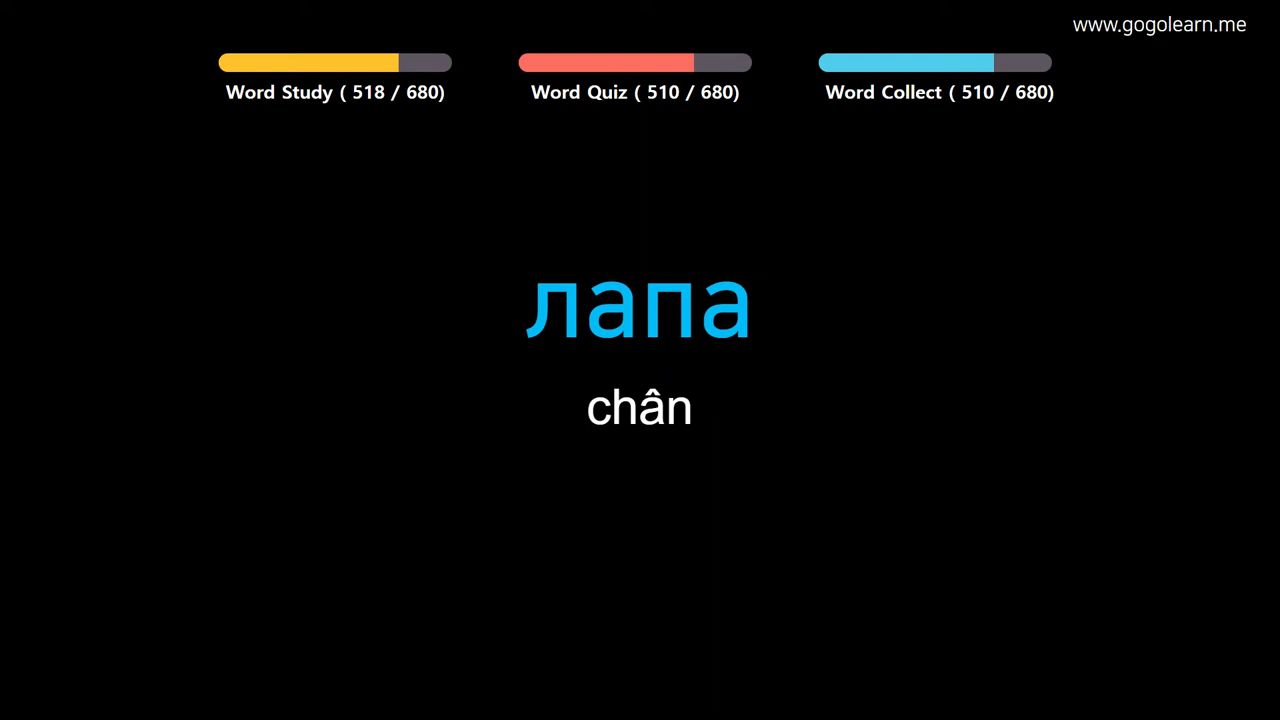 www.gogolearn.me
Word Study ( 518 / 680)
Word Quiz ( 510 / 680)
Word Collect ( 510 / 680)
лапа
chân